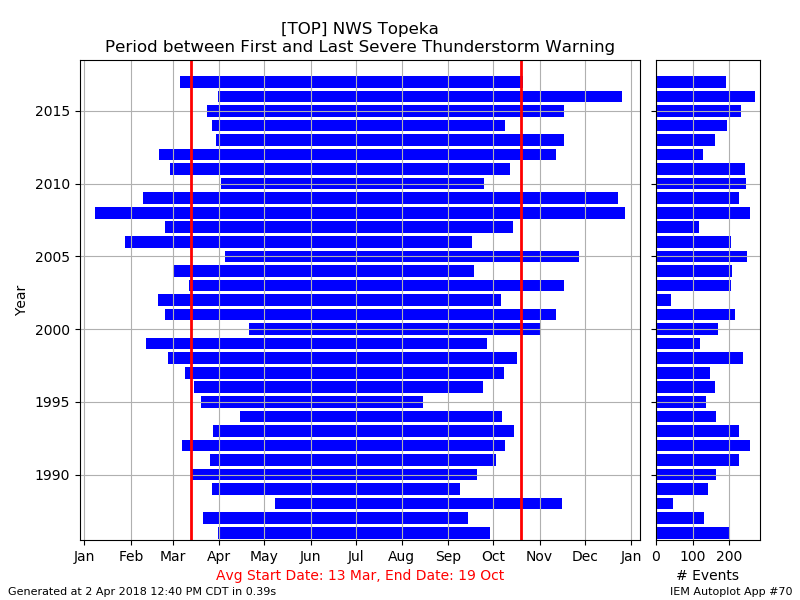 [TOP] NWS Topeka
Period between First and Last Severe Thunderstorm Warning
Year
2015
2010
2005
2000
1995
1990
Jan Feb Mar Apr May Jun Jul Aug Sep Oct Nov Dec Jan
0 100 200
Avg Start Date: 13 Mar, End Date: 19 Oct
# Events
Generated at 2 Apr 2018 12:40 PM CDT in 0.39s
IEM Autoplot App #70